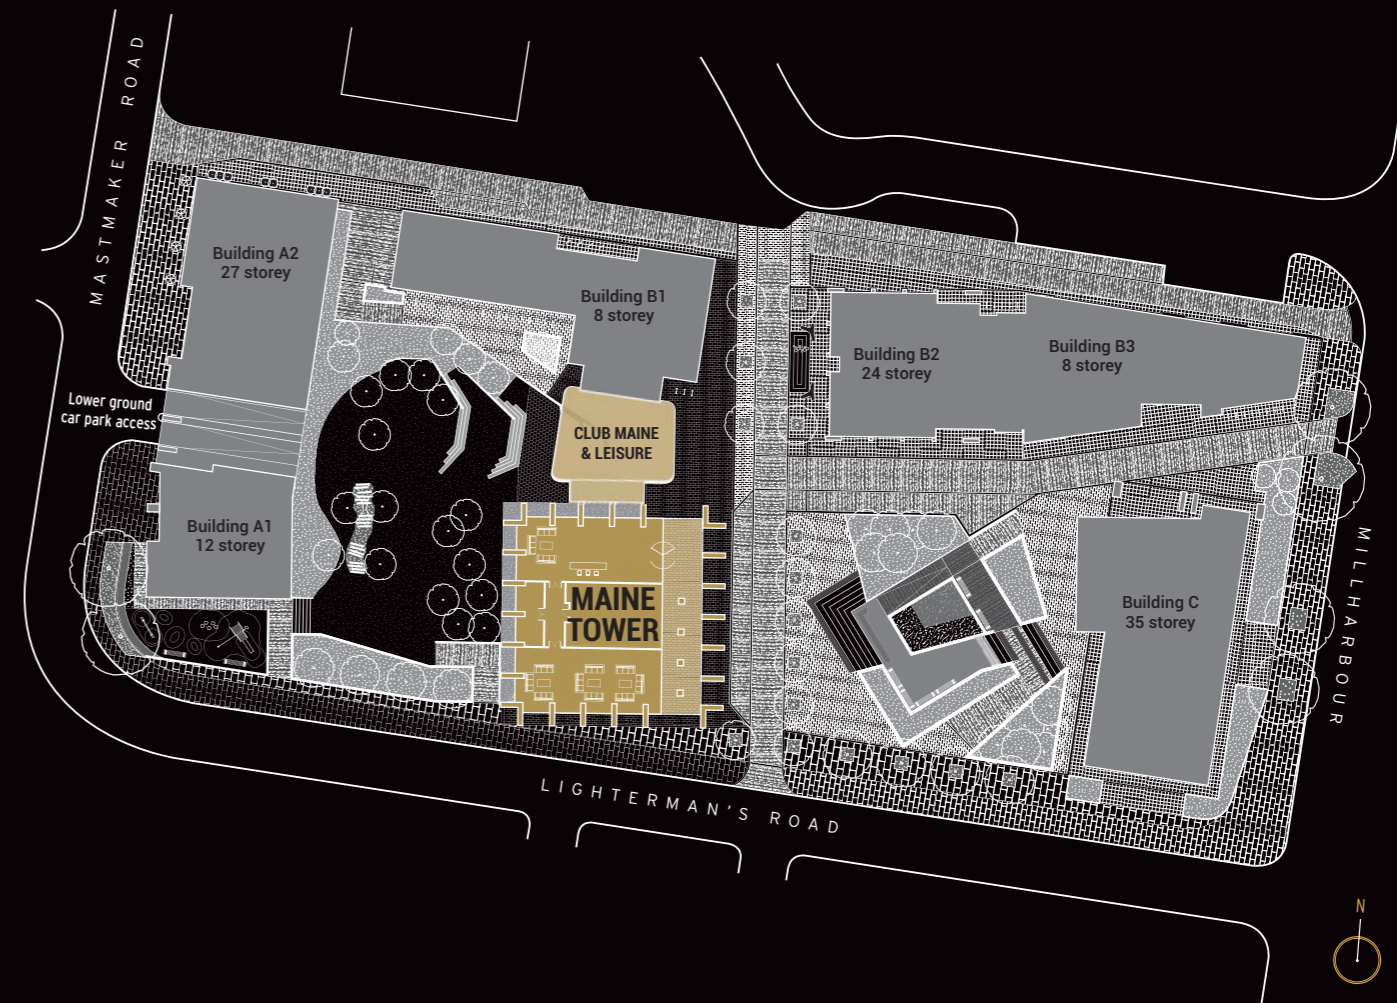 MASTMAKER ROAD
Building A2
27 storey
Building B1
8 storey
Building B2
24 storey
Building B3
8 storey
Lower ground
car park access
CLUB MAINE
& LEISURE
Building A1
12 storey
MAINE
TOWER
Building C
35 storey
MILLHARBOUR
LIGHTERMAN'S ROAD
N